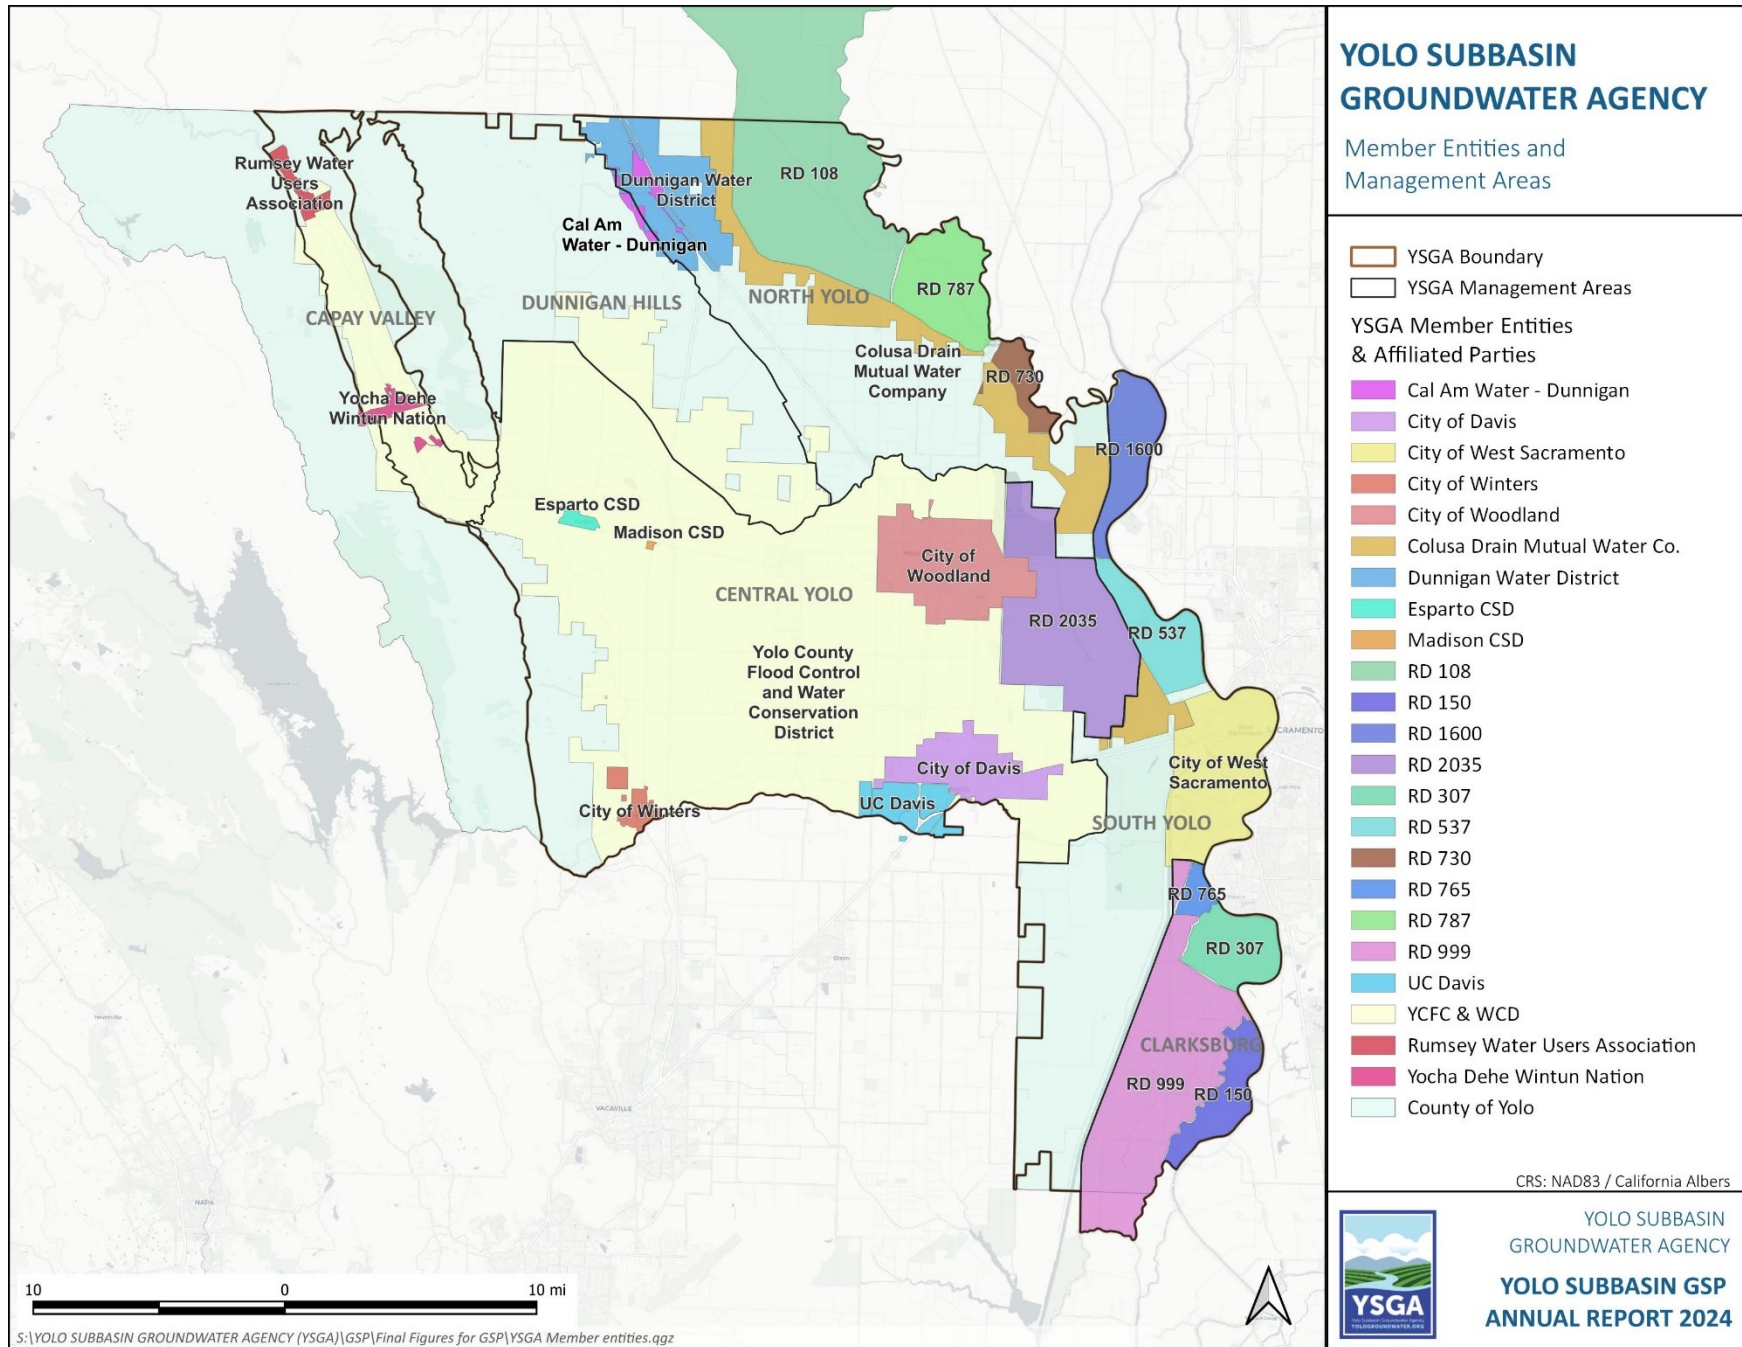 YOLO SUBBASIN
GROUNDWATER AGENCY
Member Entities and
Management Areas
YSGA Boundary
YSGA Management Areas
YSGA Member Entities
& Affiliated Parties
Cal Am Water - Dunnigan
City of Davis
City of West Sacramento
City of Winters
City of Woodland
Colusa Drain Mutual Water Co.
Dunnigan Water District
Esparto CSD
Madison CSD
RD 108
RD 150
RD 1600
RD 2035
RD 307
RD 537
RD 730
RD 765
RD 787
RD 999
UC Davis
YCFC & WCD
Rumsey Water Users Association
Yocha Dehe Wintun Nation
County of Yolo
CRS: NAD83 / California Albers
YOLO SUBBASIN
GROUNDWATER AGENCY
YOLO SUBBASIN GSP
ANNUAL REPORT 2024
YSGA
Yolo Subbasin Groundwater Agency
YOLOGROUNDWATER.ORG
Rumsey Water
Users
Association
Dunnigan Water
District
RD 108
Cal Am
Water - Dunnigan
RD 787
DUNNIGAN HILLS
NORTH YOLO
CAPAY VALLEY
Colusa Drain
Mutual Water
Company
RD 730
Yocha Dehe
Wintun Nation
RD 1600
Esparto CSD
Madison CSD
City of
Woodland
CENTRAL YOLO
RD 2035
RD 537
Yolo County
Flood Control
and Water
Conservation
District
City of Davis
City of West
Sacramento
UC Davis
City of Winters
SOUTH YOLO
RD 765
RD 307
CLARKSBURG
RD 999
RD 150
VACAVILLE
NAPA
Dixon
10 0 10 mi
S:\YOLO SUBBASIN GROUNDWATER AGENCY (YSGA)\GSP\Final Figures for GSP\YSGA Member entities.qgz